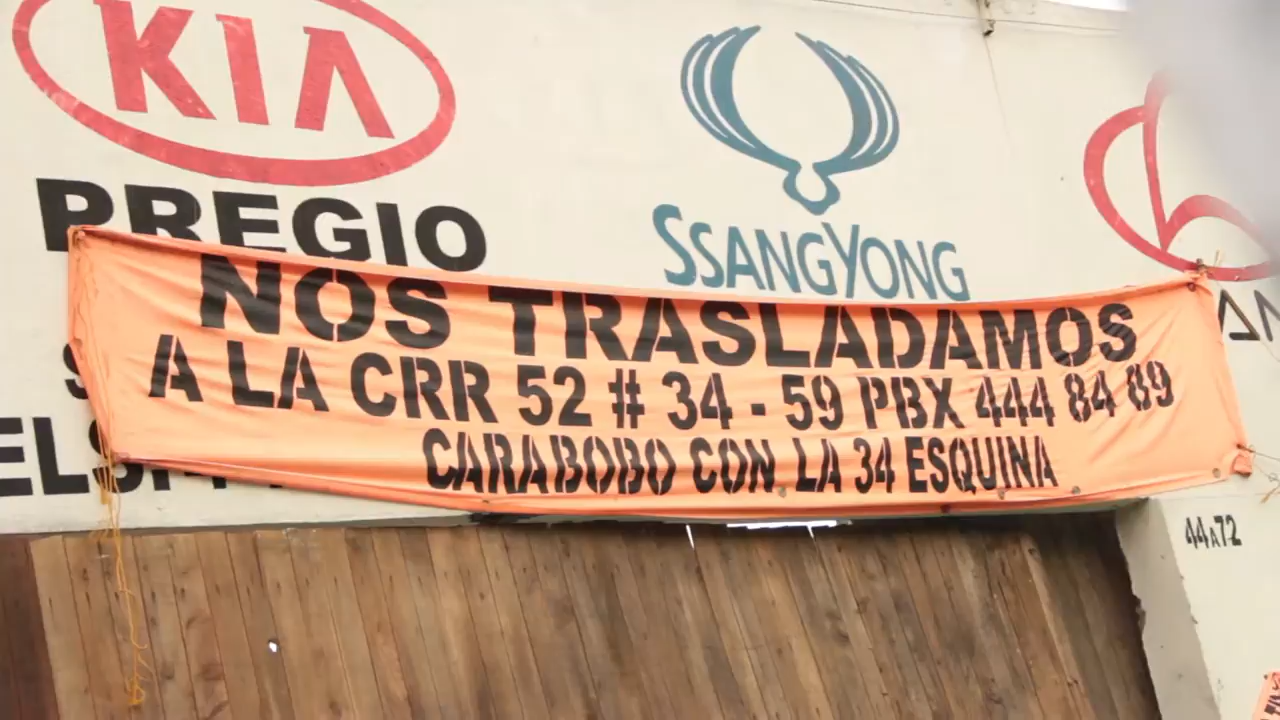 KIA
PREGIO
SSANGYONG
NOS TRASLADAMOS
A LA CRR 52 # 34 - 59 PBX 444 84 89
CARABOBO CON LA 34 ESQUINA
44A72